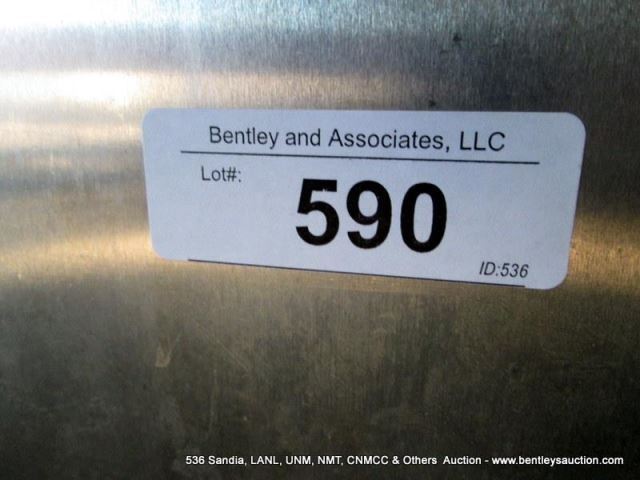 Bentley and Associates, LLC
Lot#:
590
ID:536
536 Sandia, LANL, UNM, NMT, CNMCC & Others  Auction - www.bentleysauction.com